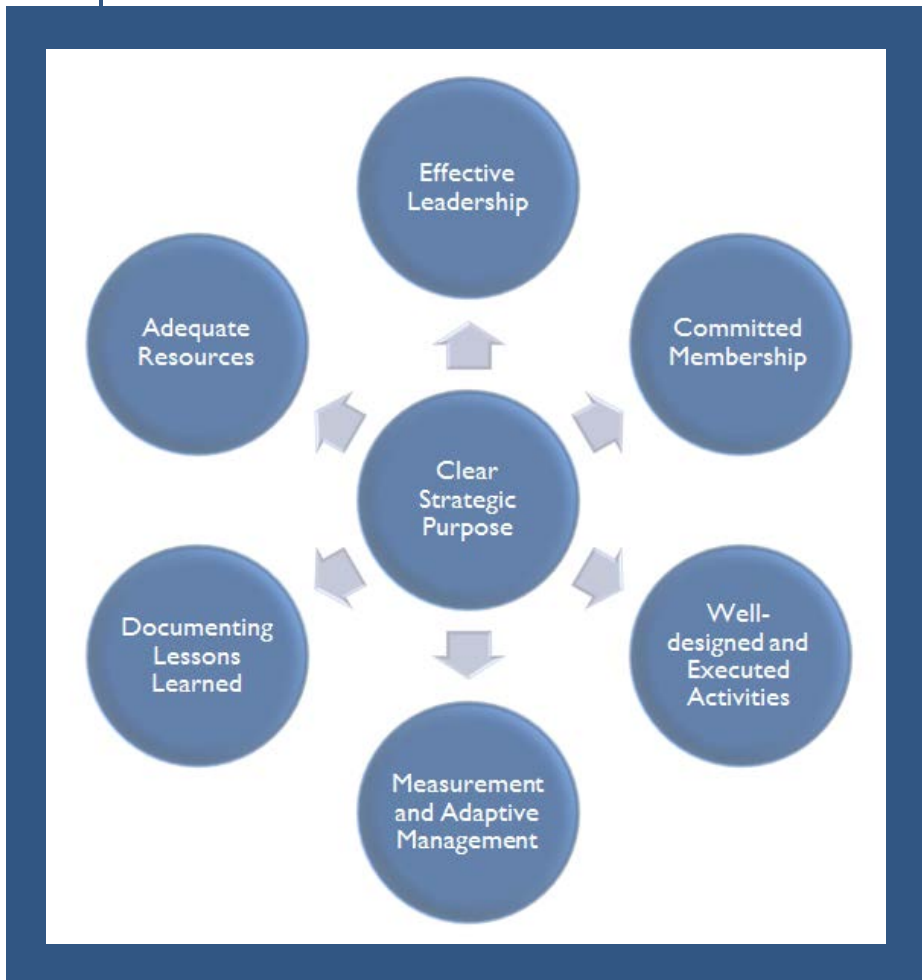 Effective
Leadership
Adequate
Resources
Committed
Membership
Clear
Strategic
Purpose
Documenting
Lessons
Learned
Well-
designed and
Executed
Activities
Measurement
and Adaptive
Management